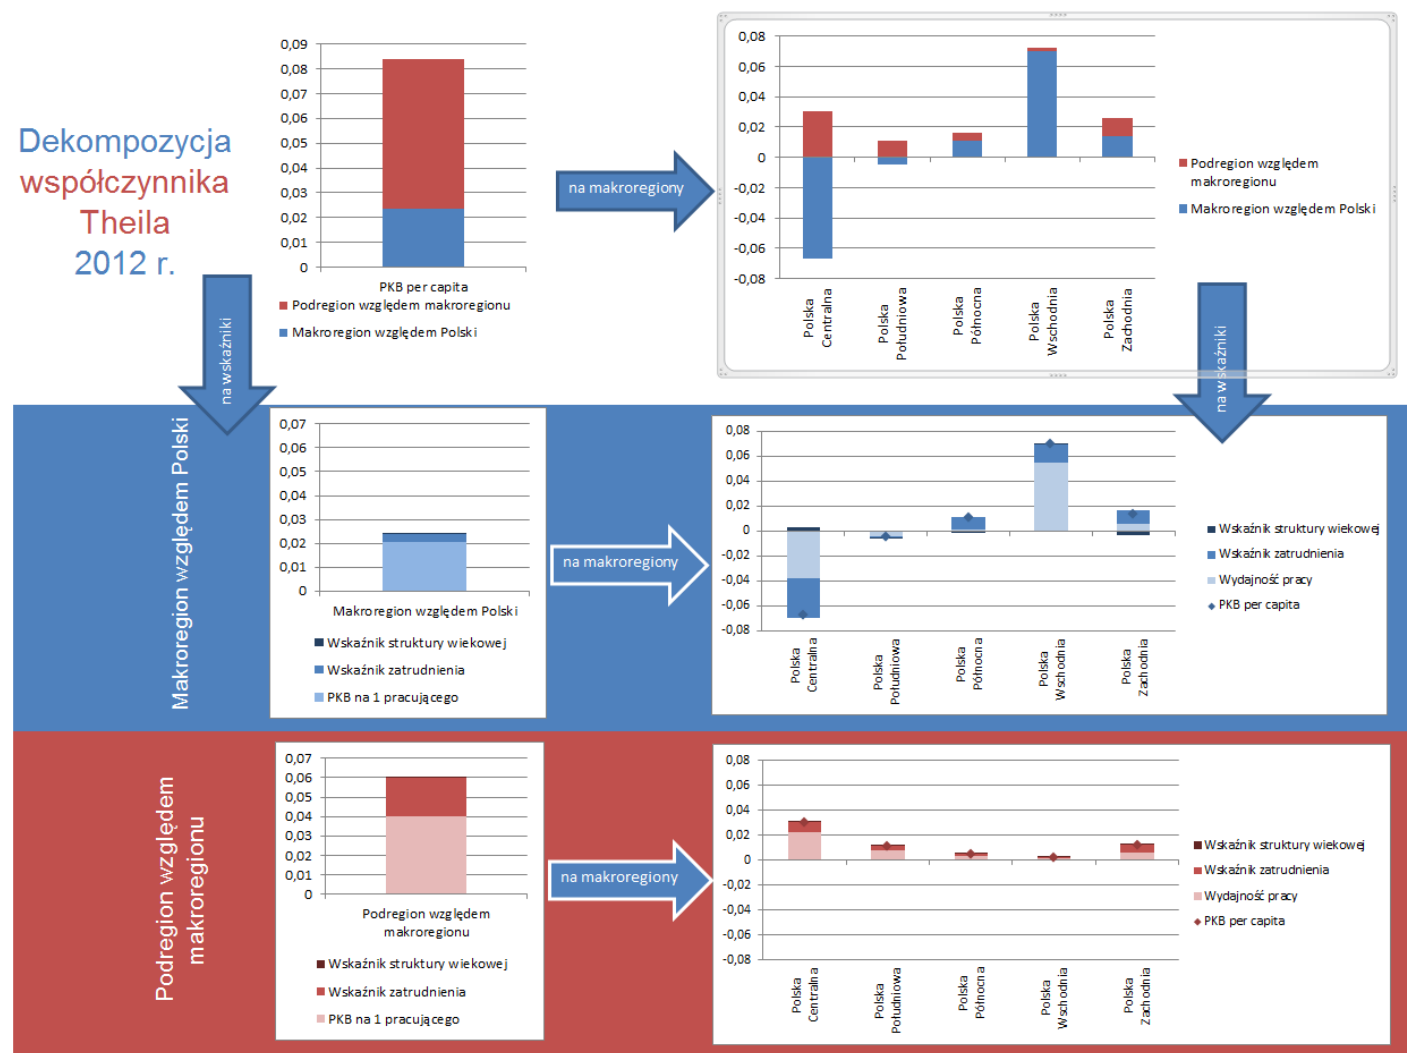 Dekompozycja
współczynnika
Theila
2012 r.
0,09
0,08
0,07
0,06
0,05
0,04
0,03
0,02
0,01
0
PKB per capita
Podregion względem makroregionu
Makroregion względem Polski
na makroregiony
0,08
0,06
0,04
0,02
0
-0,02
-0,04
-0,06
-0,08
Polska
Centralna
Polska
Południowa
Polska
Północna
Polska
Wschodnia
Polska
Zachodnia
Podregion względem
makroregionu
Makroregion względem Polski
na wskaźniki
na wskaźniki
Makroregion względem Polski
0,07
0,06
0,05
0,04
0,03
0,02
0,01
0
Makroregion względem Polski
Wskaźnik struktury wiekowej
Wskaźnik zatrudnienia
PKB na 1 pracującego
na makroregiony
0,08
0,06
0,04
0,02
0
-0,02
-0,04
-0,06
-0,08
Polska
Centralna
Polska
Południowa
Polska
Północna
Polska
Wschodnia
Polska
Zachodnia
Wskaźnik struktury wiekowej
Wskaźnik zatrudnienia
Wydajność pracy
PKB per capita
Podregion względem
makroregionu
0,07
0,06
0,05
0,04
0,03
0,02
0,01
0
Podregion względem
makroregionu
Wskaźnik struktury wiekowej
Wskaźnik zatrudnienia
PKB na 1 pracującego
na makroregiony
0,08
0,06
0,04
0,02
0
-0,02
-0,04
-0,06
-0,08
Polska
Centralna
Polska
Południowa
Polska
Północna
Polska
Wschodnia
Polska
Zachodnia
Wskaźnik struktury wiekowej
Wskaźnik zatrudnienia
Wydajność pracy
PKB per capita